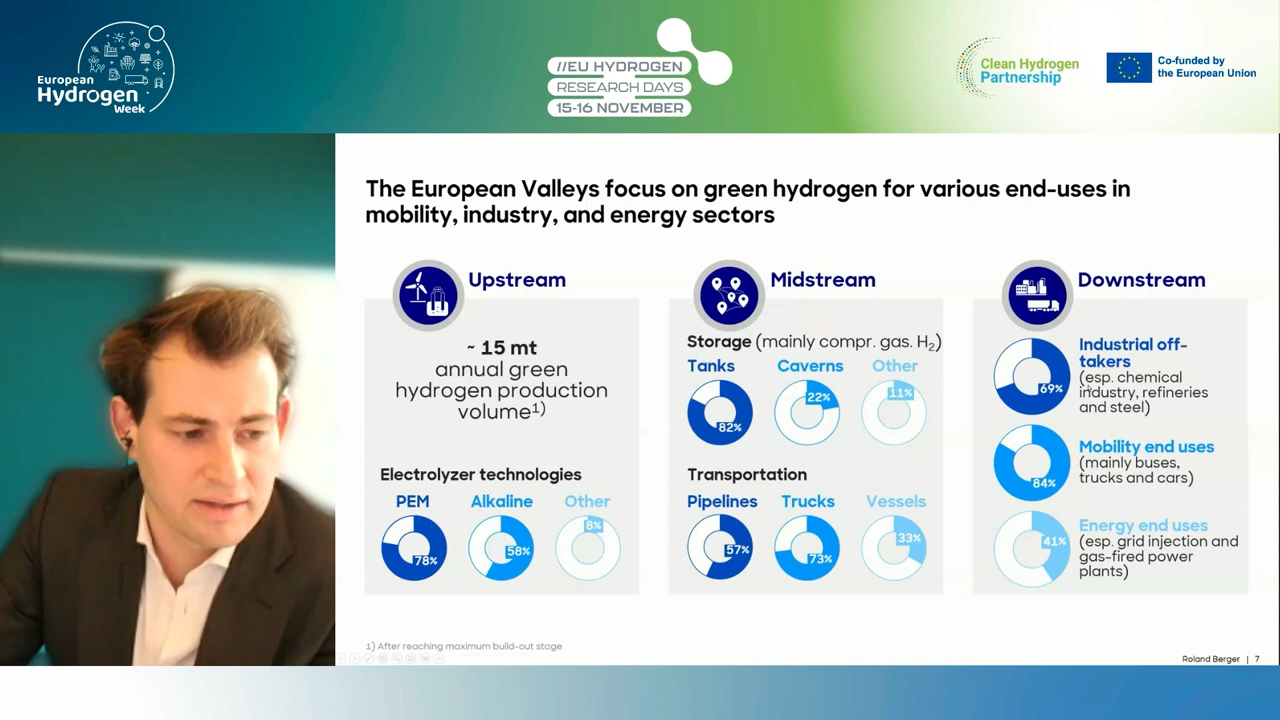 European
Hydrogen
Week
//EU HYDROGEN
RESEARCH DAYS
15-16 NOVEMBER
Clean Hydrogen
Partnership
Co-funded by
the European Union
The European Valleys focus on green hydrogen for various end-uses in
mobility, industry, and energy sectors
Upstream
~ 15 mt
annual green
hydrogen production
volume1)
Electrolyzer technologies
PEM Alkaline Other
78% 58% 8%
Midstream
Storage (mainly compr. gas. H2)
Tanks Caverns Other
82% 22% 11%
Transportation
Pipelines Trucks Vessels
57% 73% 33%
Downstream
69%
Industrial off-
takers
(esp. chemical
industry, refineries
and steel)
84%
Mobility end uses
(mainly buses,
trucks and cars)
41%
Energy end uses
(esp. grid injection and
gas-fired power
plants)
1) After reaching maximum build-out stage
Roland Berger | 7